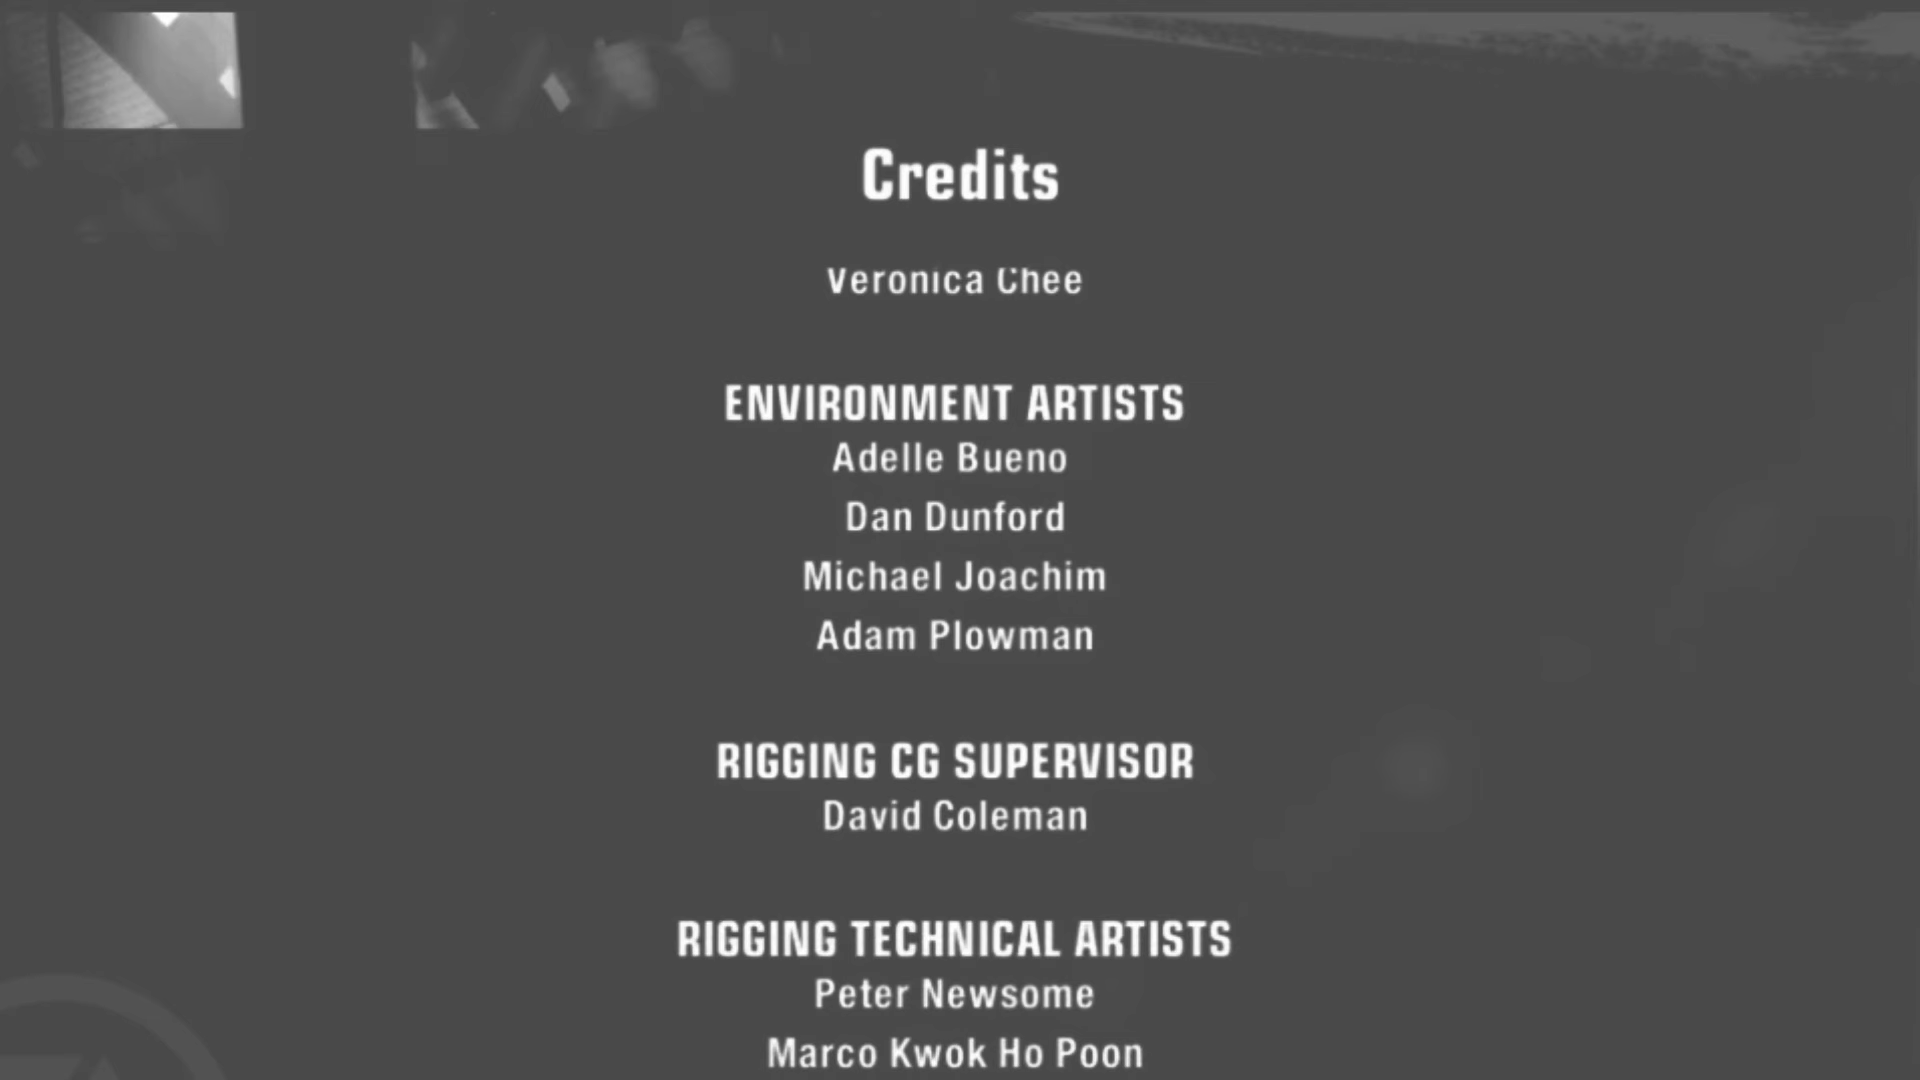 Credits
Veronica Chee
ENVIRONMENT ARTISTS
Adelle Bueno
Dan Dunford
Michael Joachim
Adam Plowman
RIGGING CG SUPERVISOR
David Coleman
RIGGING TECHNICAL ARTISTS
Peter Newsome
Marco Kwok Ho Poon